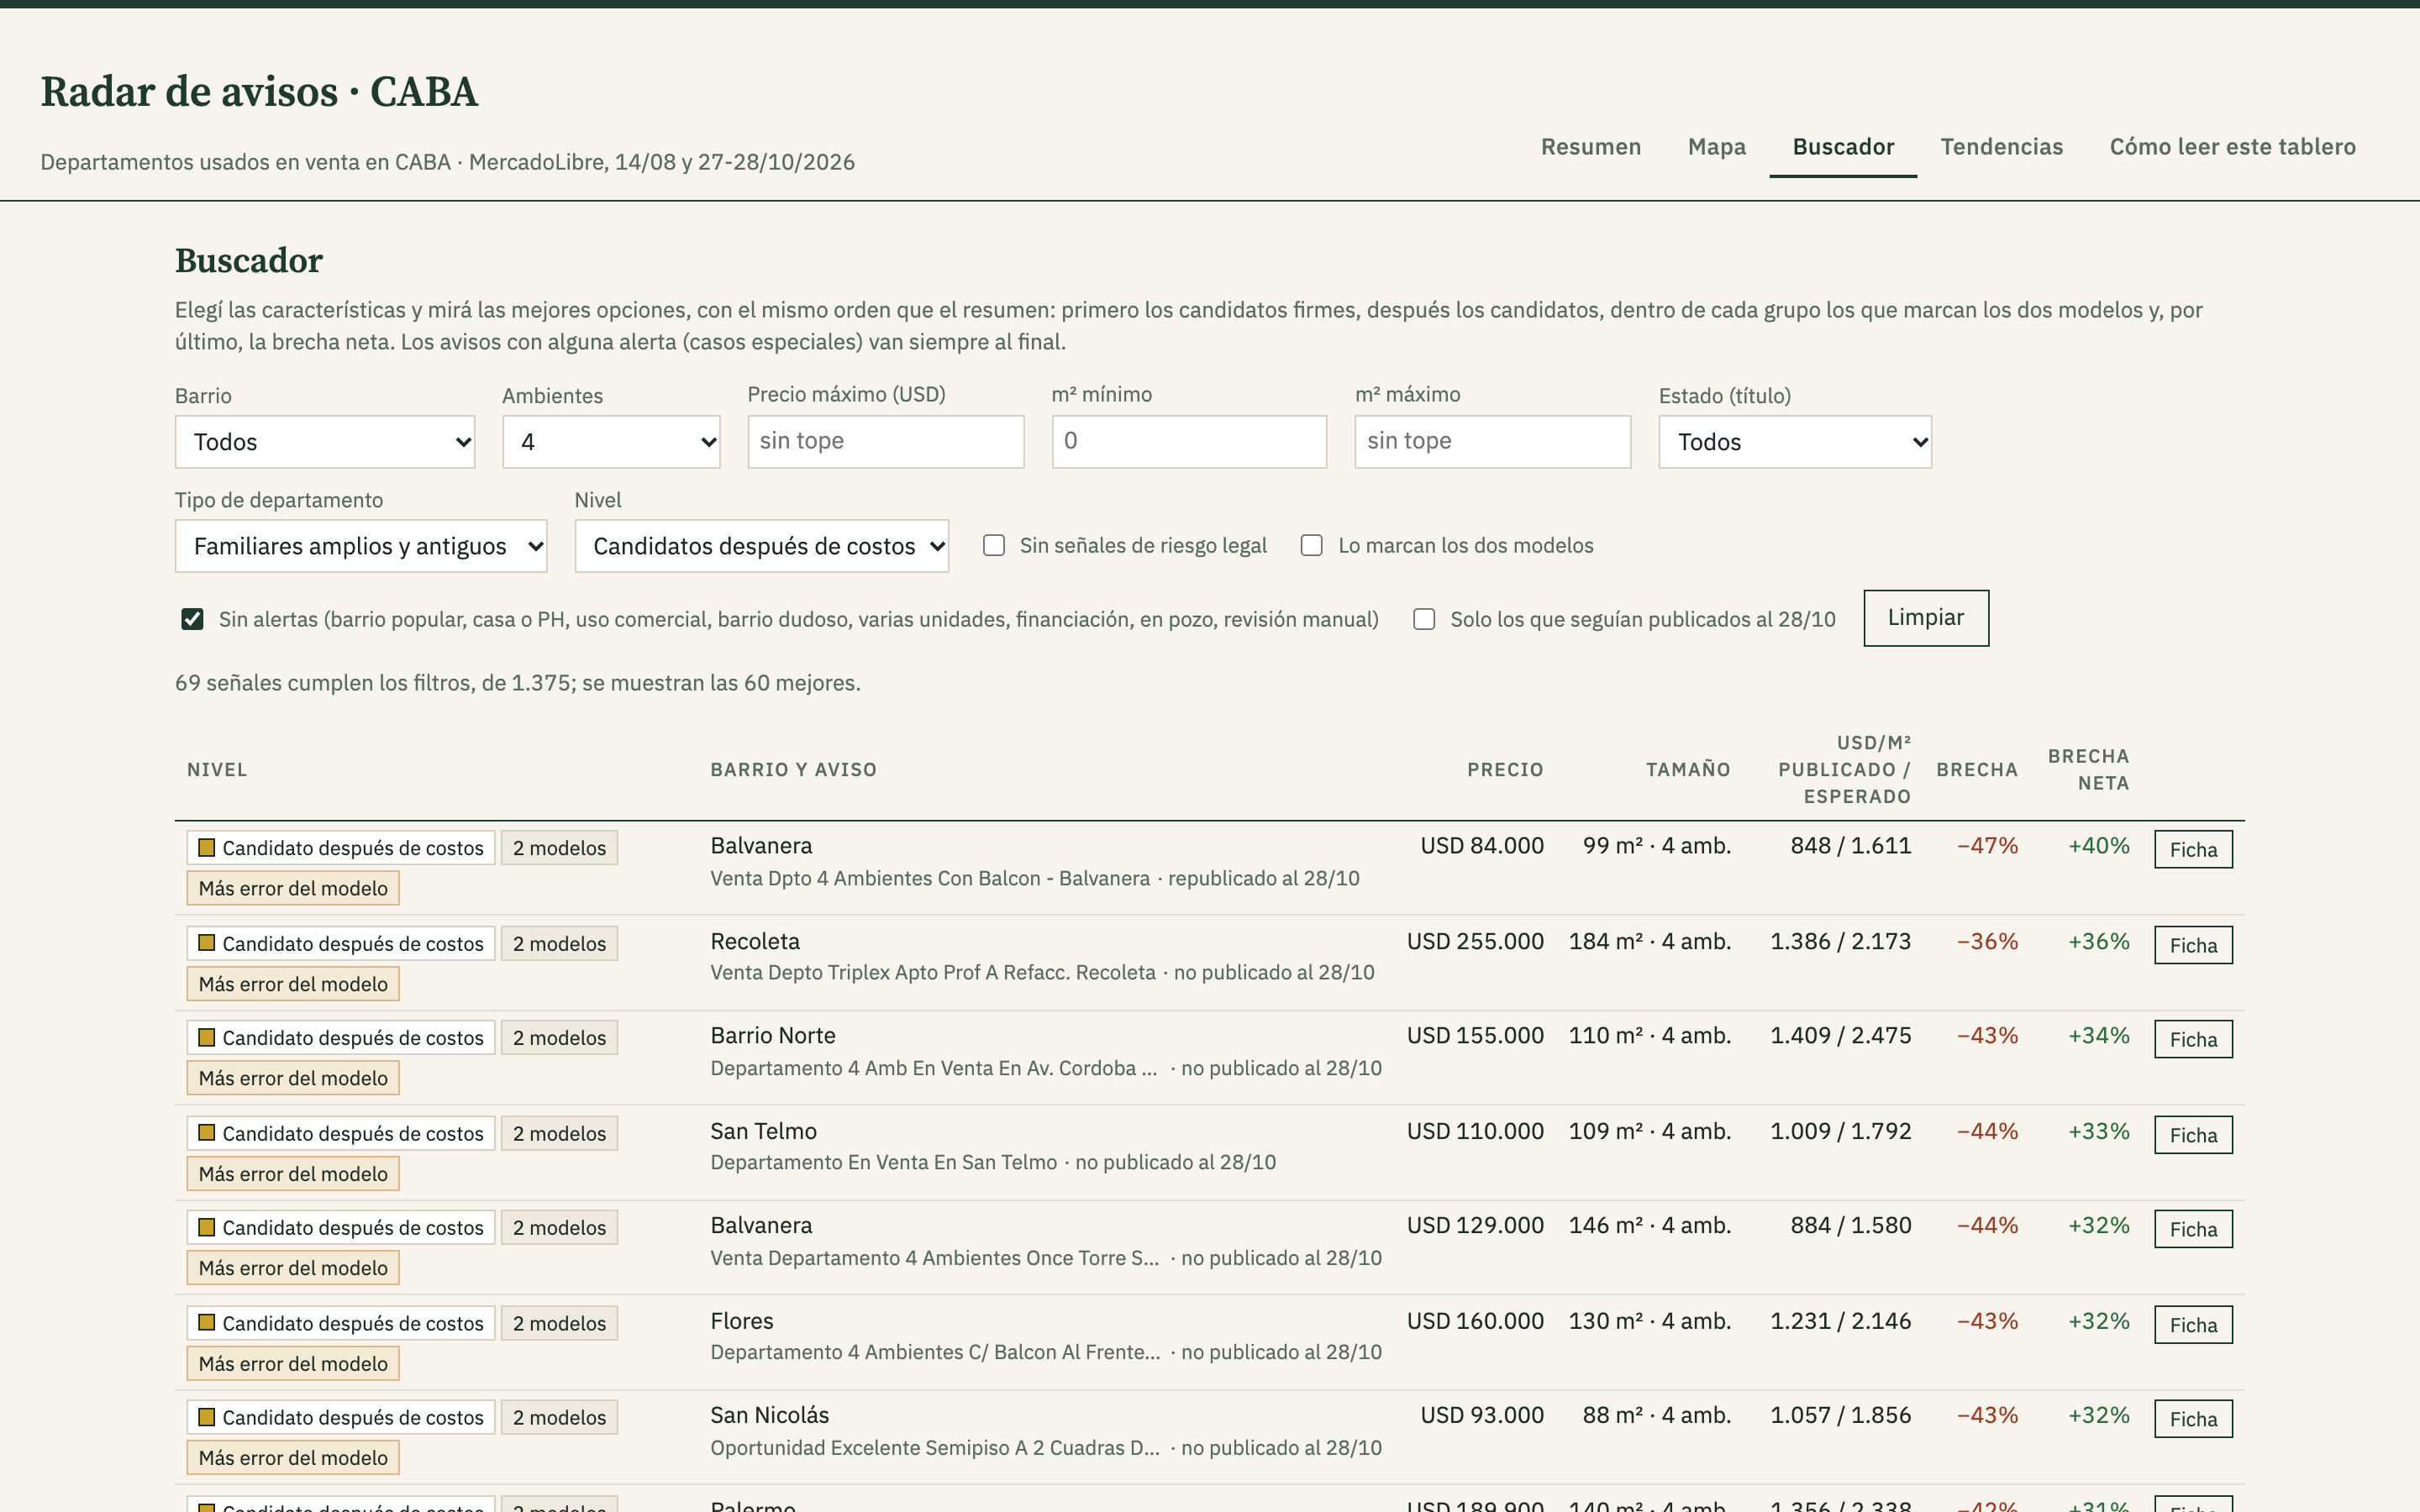 Radar de avisos · CABA
Departamentos usados en venta en CABA · MercadoLibre, 14/08 y 27-28/10/2026
Resumen Mapa Buscador Tendencias Cómo leer este tablero
Buscador
Elegí las características y mirá las mejores opciones, con el mismo orden que el resumen: primero los candidatos firmes, después los candidatos, dentro de cada grupo los que marcan los dos modelos y, por
último, la brecha neta. Los avisos con alguna alerta (casos especiales) van siempre al final.
Barrio Ambientes Precio máximo (USD) m² mínimo m² máximo Estado (título)
Todos 4 sin tope 0 sin tope Todos
Tipo de departamento Nivel
Familiares amplios y antiguos Candidatos después de costos Sin señales de riesgo legal Lo marcan los dos modelos
Sin alertas (barrio popular, casa o PH, uso comercial, barrio dudoso, varias unidades, financiación, en pozo, revisión manual) Solo los que seguían publicados al 28/10 Limpiar
69 señales cumplen los filtros, de 1.375; se muestran las 60 mejores.
NIVEL BARRIO Y AVISO PRECIO TAMAÑO USD/M² PUBLICADO / ESPERADO BRECHA BRECHA NETA
Candidato después de costos 2 modelos Balvanera USD 84.000 99 m² · 4 amb. 848 / 1.611 −47% +40% Ficha
Más error del modelo Venta Dpto 4 Ambientes Con Balcon - Balvanera · republicado al 28/10
Candidato después de costos 2 modelos Recoleta USD 255.000 184 m² · 4 amb. 1.386 / 2.173 −36% +36% Ficha
Más error del modelo Venta Depto Triplex Apto Prof A Refacc. Recoleta · no publicado al 28/10
Candidato después de costos 2 modelos Barrio Norte USD 155.000 110 m² · 4 amb. 1.409 / 2.475 −43% +34% Ficha
Más error del modelo Departamento 4 Amb En Venta En Av. Cordoba ... · no publicado al 28/10
Candidato después de costos 2 modelos San Telmo USD 110.000 109 m² · 4 amb. 1.009 / 1.792 −44% +33% Ficha
Más error del modelo Departamento En Venta En San Telmo · no publicado al 28/10
Candidato después de costos 2 modelos Balvanera USD 129.000 146 m² · 4 amb. 884 / 1.580 −44% +32% Ficha
Más error del modelo Venta Departamento 4 Ambientes Once Torre S... · no publicado al 28/10
Candidato después de costos 2 modelos Flores USD 160.000 130 m² · 4 amb. 1.231 / 2.146 −43% +32% Ficha
Más error del modelo Departamento 4 Ambientes C/ Balcon Al Frente... · no publicado al 28/10
Candidato después de costos 2 modelos San Nicolás USD 93.000 88 m² · 4 amb. 1.057 / 1.856 −43% +32% Ficha
Más error del modelo Oportunidad Excelente Semipiso A 2 Cuadras D... · no publicado al 28/10
Candidato después de costos 2 modelos Palermo USD 189.900 140 m² · 4 amb. 1.356 / 2.338 −42% +31% Ficha